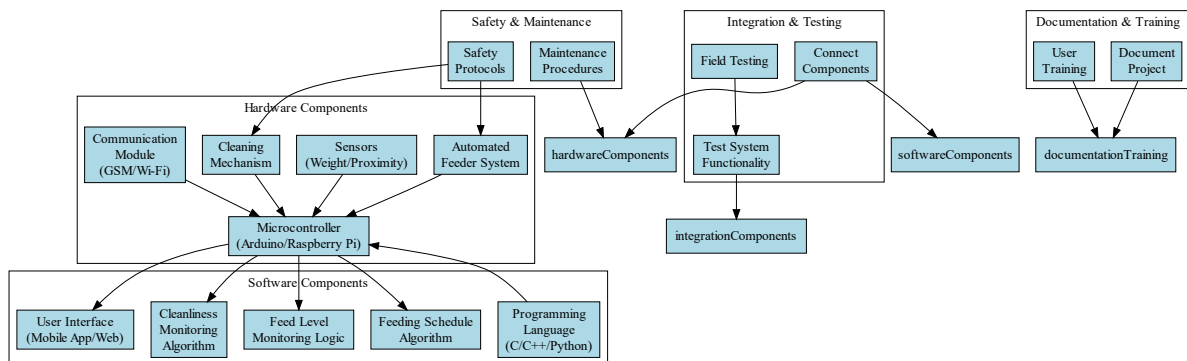 Safety & Maintenance
Integration & Testing
Documentation & Training
Safety
Protocols
Maintenance
Procedures
Field Testing
Connect
Components
User
Training
Document
Project
Hardware Components
Communication
Module
(GSM/Wi-Fi)
Cleaning
Mechanism
Sensors
(Weight/Proximity)
Automated
Feeder System
hardwareComponents
Test System
Functionality
softwareComponents
documentationTraining
Microcontroller
(Arduino/Raspberry Pi)
integrationComponents
Software Components
User Interface
(Mobile App/Web)
Cleanliness
Monitoring
Algorithm
Feed Level
Monitoring Logic
Feeding Schedule
Algorithm
Programming
Language
(C/C++/Python)